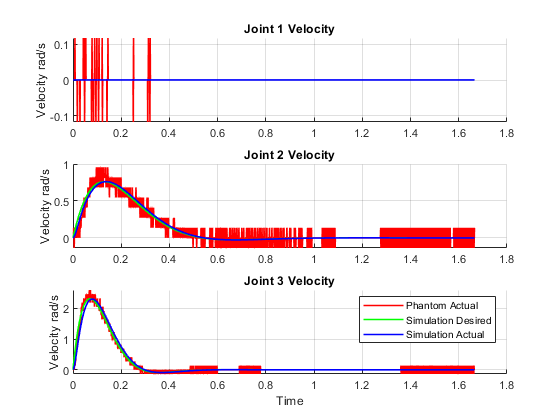 Joint 1 Velocity
Velocity rad/s
0.1
0
-0.1
0 0.2 0.4 0.6 0.8 1 1.2 1.4 1.6 1.8
Joint 2 Velocity
Velocity rad/s
1
0.5
0
0 0.2 0.4 0.6 0.8 1 1.2 1.4 1.6 1.8
Joint 3 Velocity
Velocity rad/s
2
1
0
Phantom Actual
Simulation Desired
Simulation Actual
0 0.2 0.4 0.6 0.8 1 1.2 1.4 1.6 1.8
Time